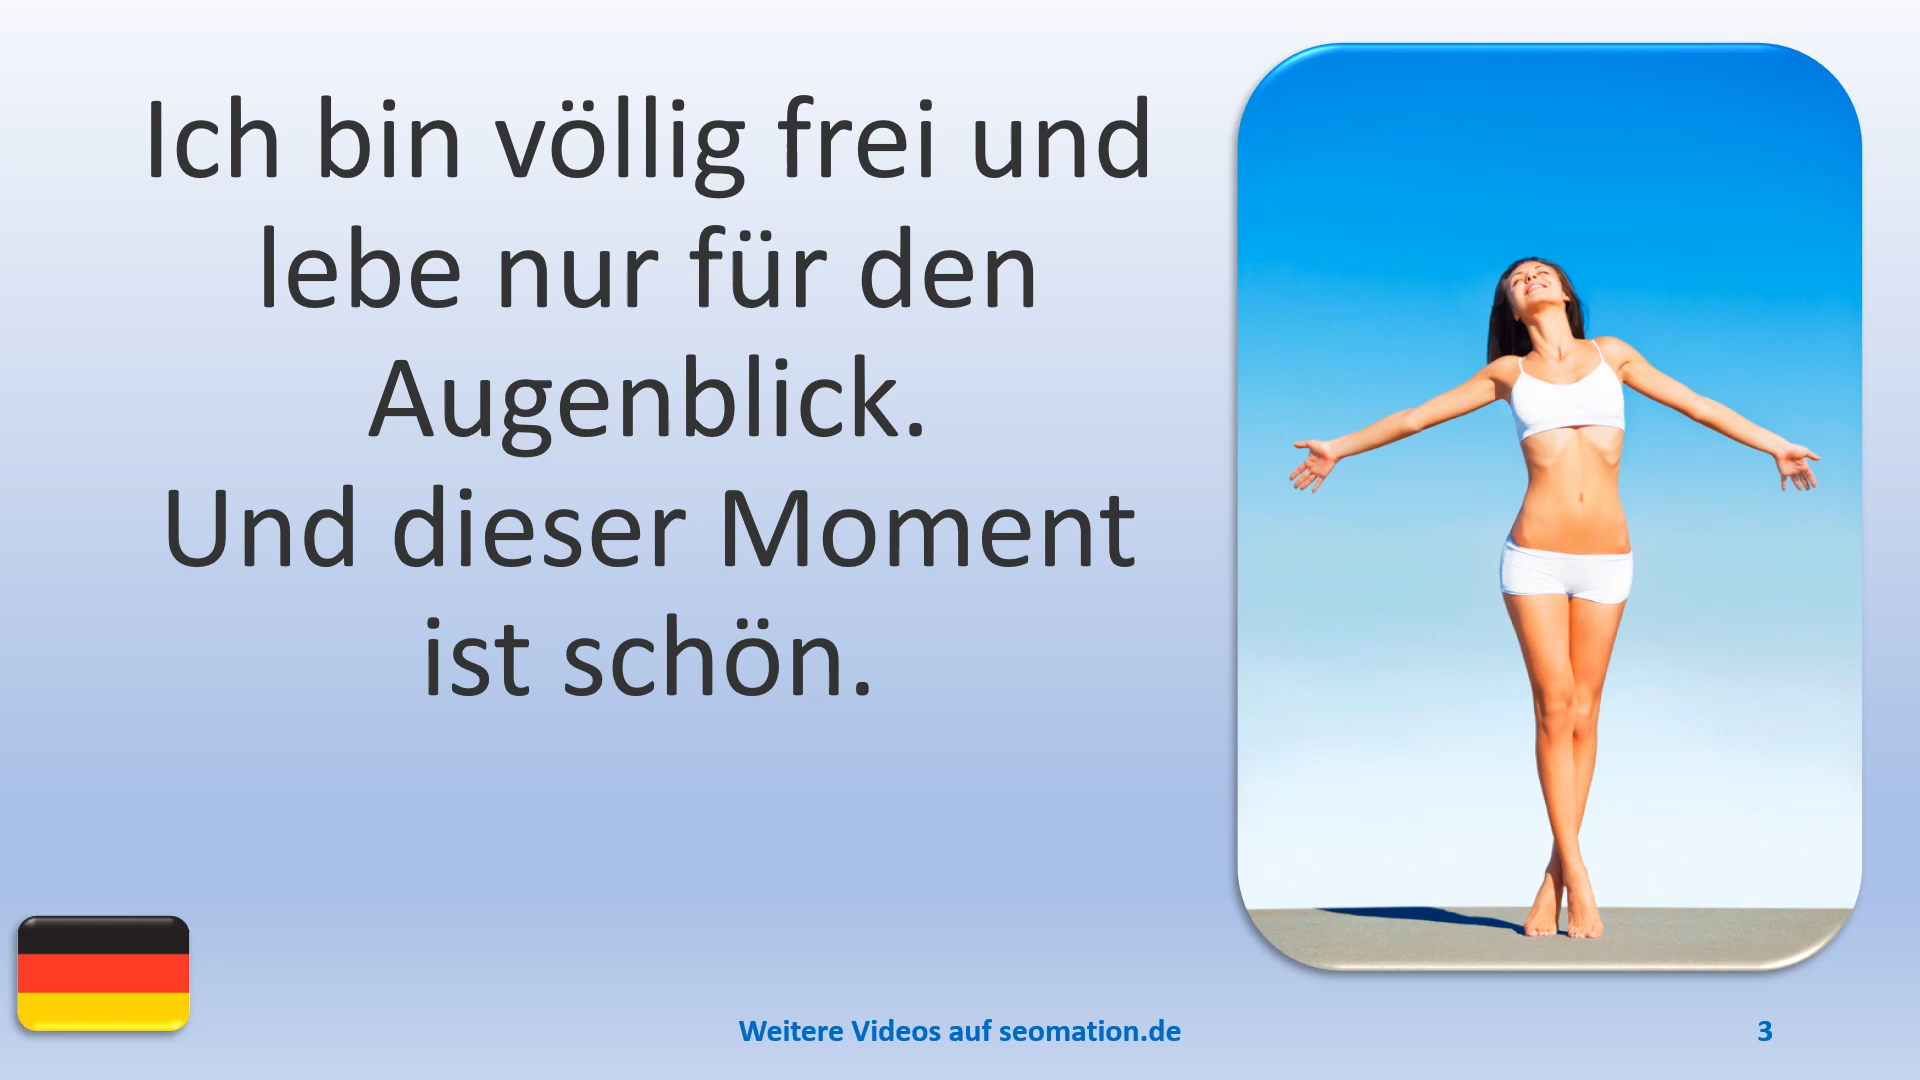 Ich bin völlig frei und
lebe nur für den
Augenblick.
Und dieser Moment
ist schön.
Weitere Videos auf seomation.de
3